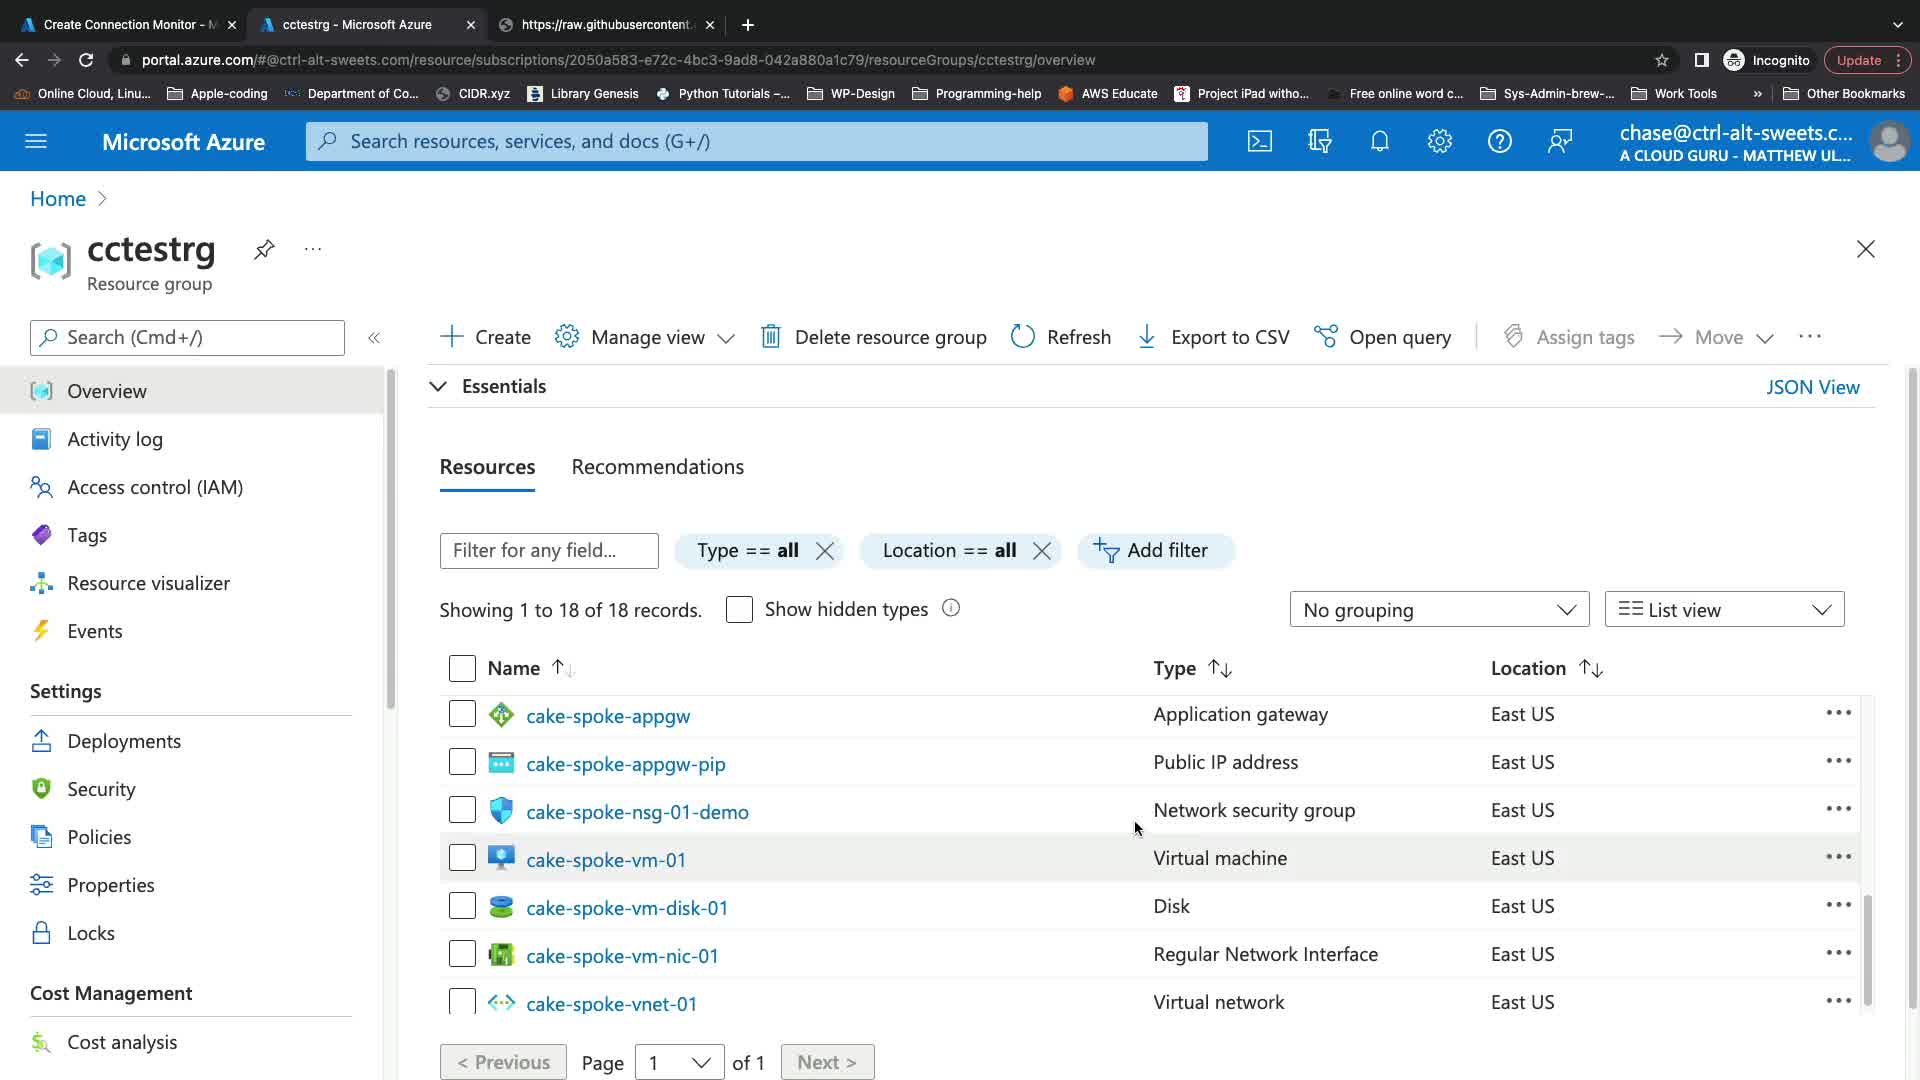 Create Connection Monitor - M
cctestrg - Microsoft Azure
https://raw.githubusercontent.
portal.azure.com/#@ctrl-alt-sweets.com/resource/subscriptions/2050a583-e72c-4bc3-9ad8-042a880a1c79/resourceGroups/cctestrg/overview
Incognito
Update
Online Cloud, Linu...
Apple-coding
Department of Co...
CIDR.xyz
Library Genesis
Python Tutorials –...
WP-Design
Programming-help
AWS Educate
Project iPad witho...
Free online word c...
Sys-Admin-brew-...
Work Tools
»
Other Bookmarks
Microsoft Azure
Search resources, services, and docs (G+/)
chase@ctrl-alt-sweets.c...
A CLOUD GURU - MATTHEW UL...
Home
cctestrg
Resource group
Search (Cmd+/)
«
Create
Manage view
Delete resource group
Refresh
Export to CSV
Open query
Assign tags
Move
Overview
Activity log
Access control (IAM)
Tags
Resource visualizer
Events
Settings
Deployments
Security
Policies
Properties
Locks
Cost Management
Cost analysis
Essentials
JSON View
Resources
Recommendations
Filter for any field...
Type == all
Location == all
Add filter
Showing 1 to 18 of 18 records.
Show hidden types
No grouping
List view
Name
Type
Location
cake-spoke-appgw
Application gateway
East US
cake-spoke-appgw-pip
Public IP address
East US
cake-spoke-nsg-01-demo
Network security group
East US
cake-spoke-vm-01
Virtual machine
East US
cake-spoke-vm-disk-01
Disk
East US
cake-spoke-vm-nic-01
Regular Network Interface
East US
cake-spoke-vnet-01
Virtual network
East US
< Previous
Page
1
of 1
Next >